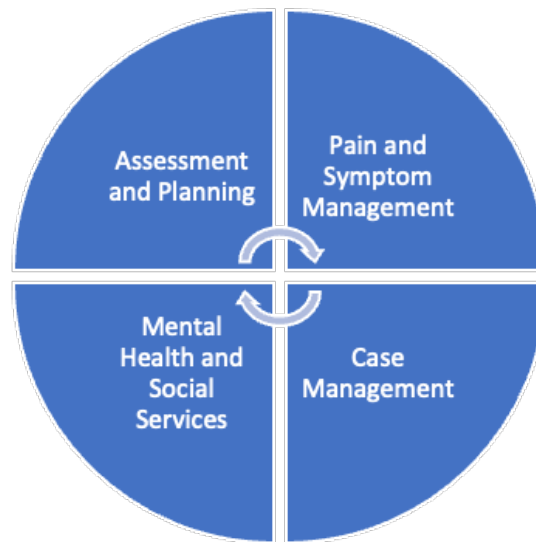 Assessment
and Planning
Pain and
Symptom
Management
Mental
Health and
Social
Services
Case
Management